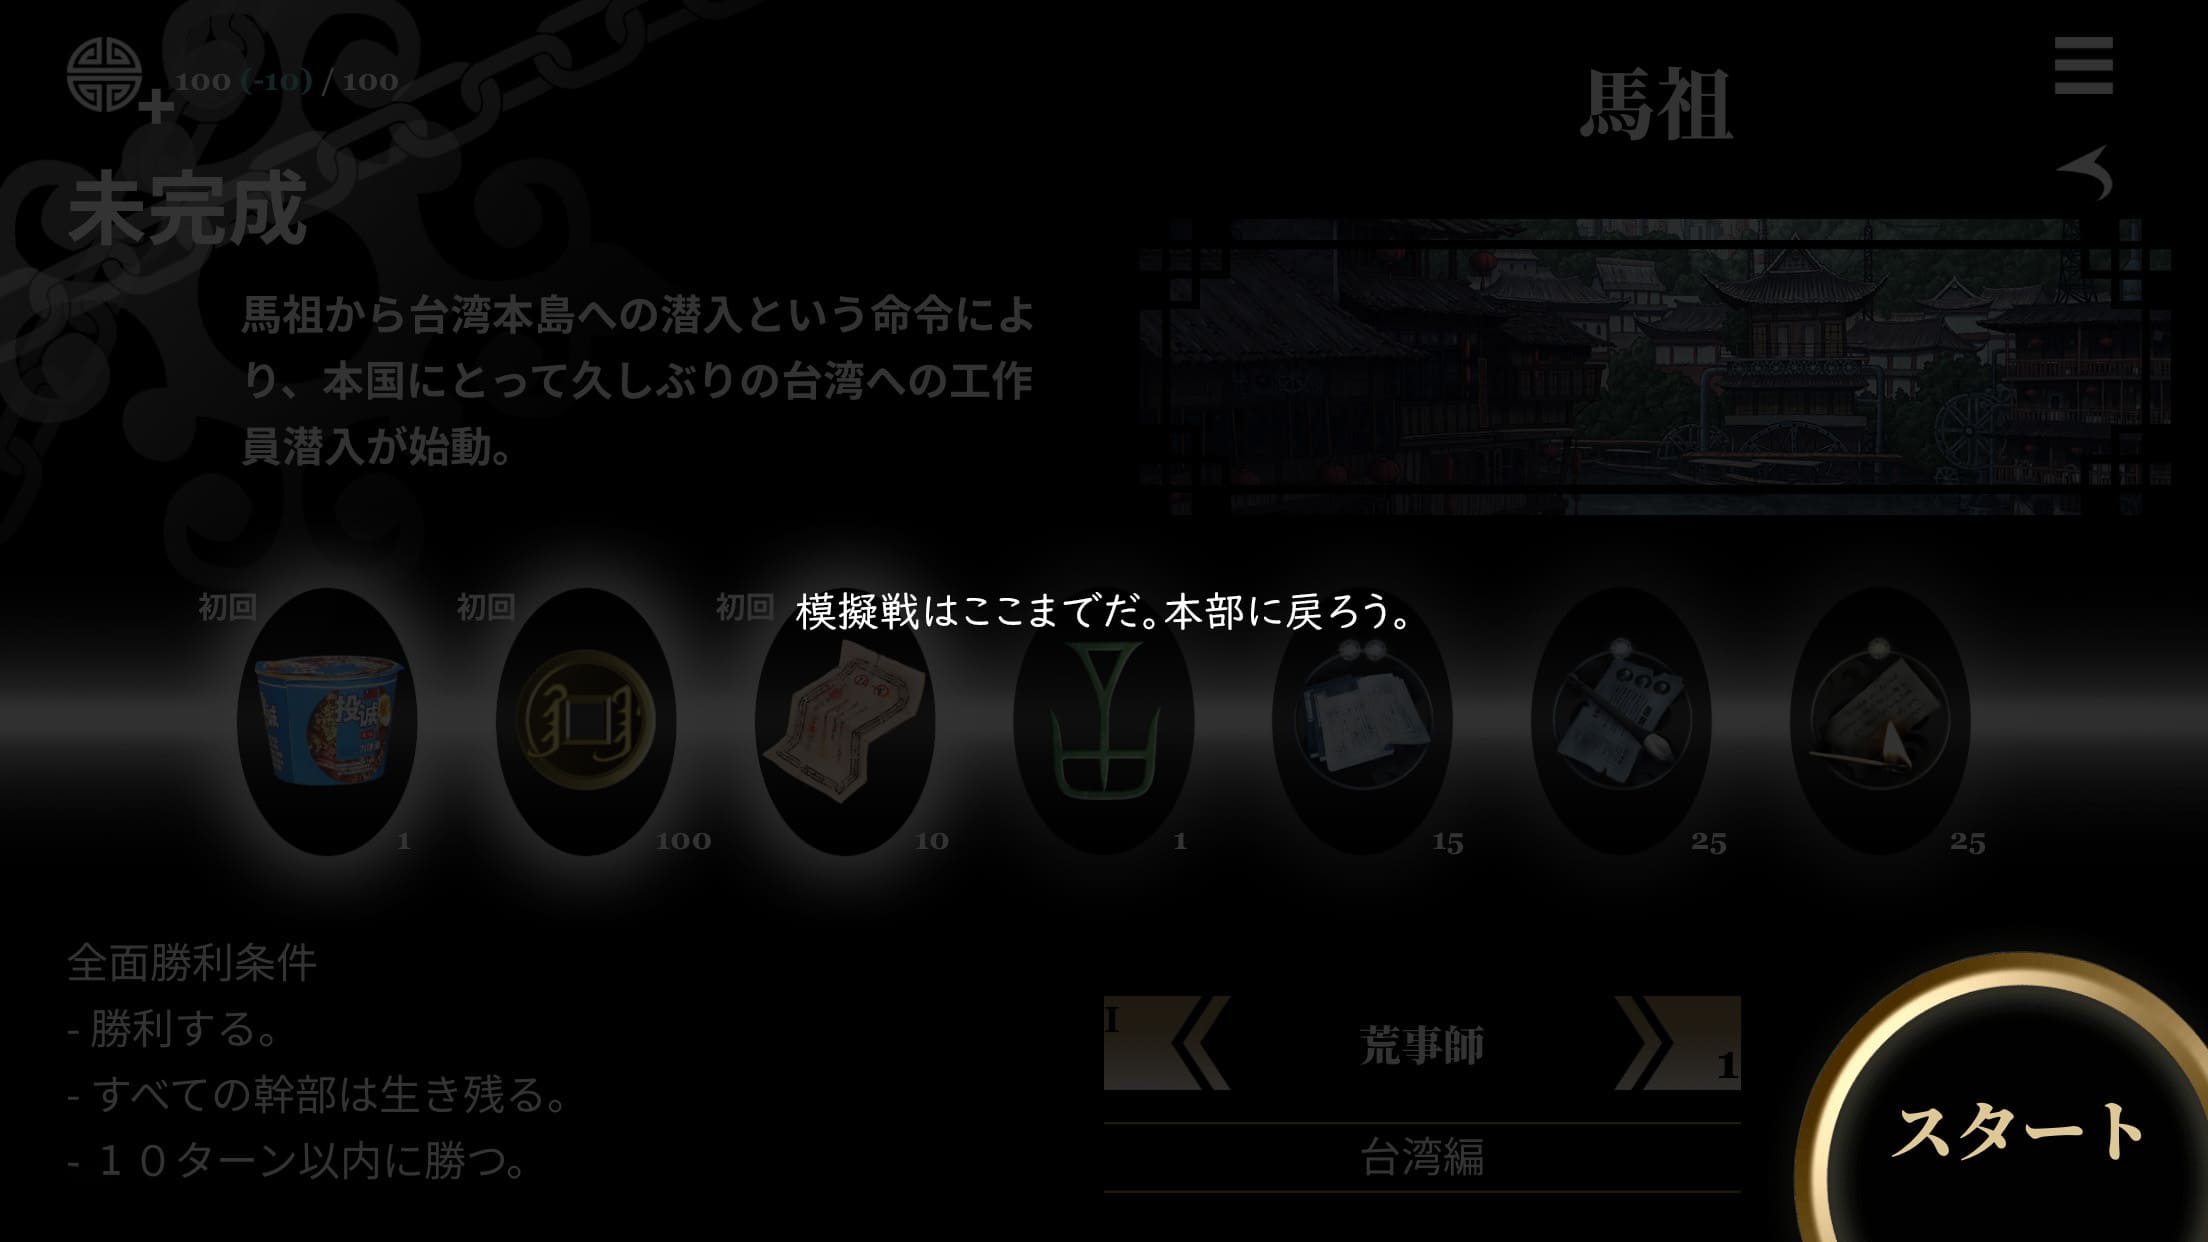 100 (-10) / 100
馬祖
未完成
馬祖から台湾本島への潜入という命令によ
り、本国にとって久しぶりの台湾への工作
員潜入が始動。
模擬戦はここまでだ。本部に戻ろう。
初回
初回
初回
投诚
1
100
10
1
15
25
25
全面勝利条件
- 勝利する。
- すべての幹部は生き残る。
- １０ターン以内に勝つ。
I
荒事師
1
台湾編
スタート